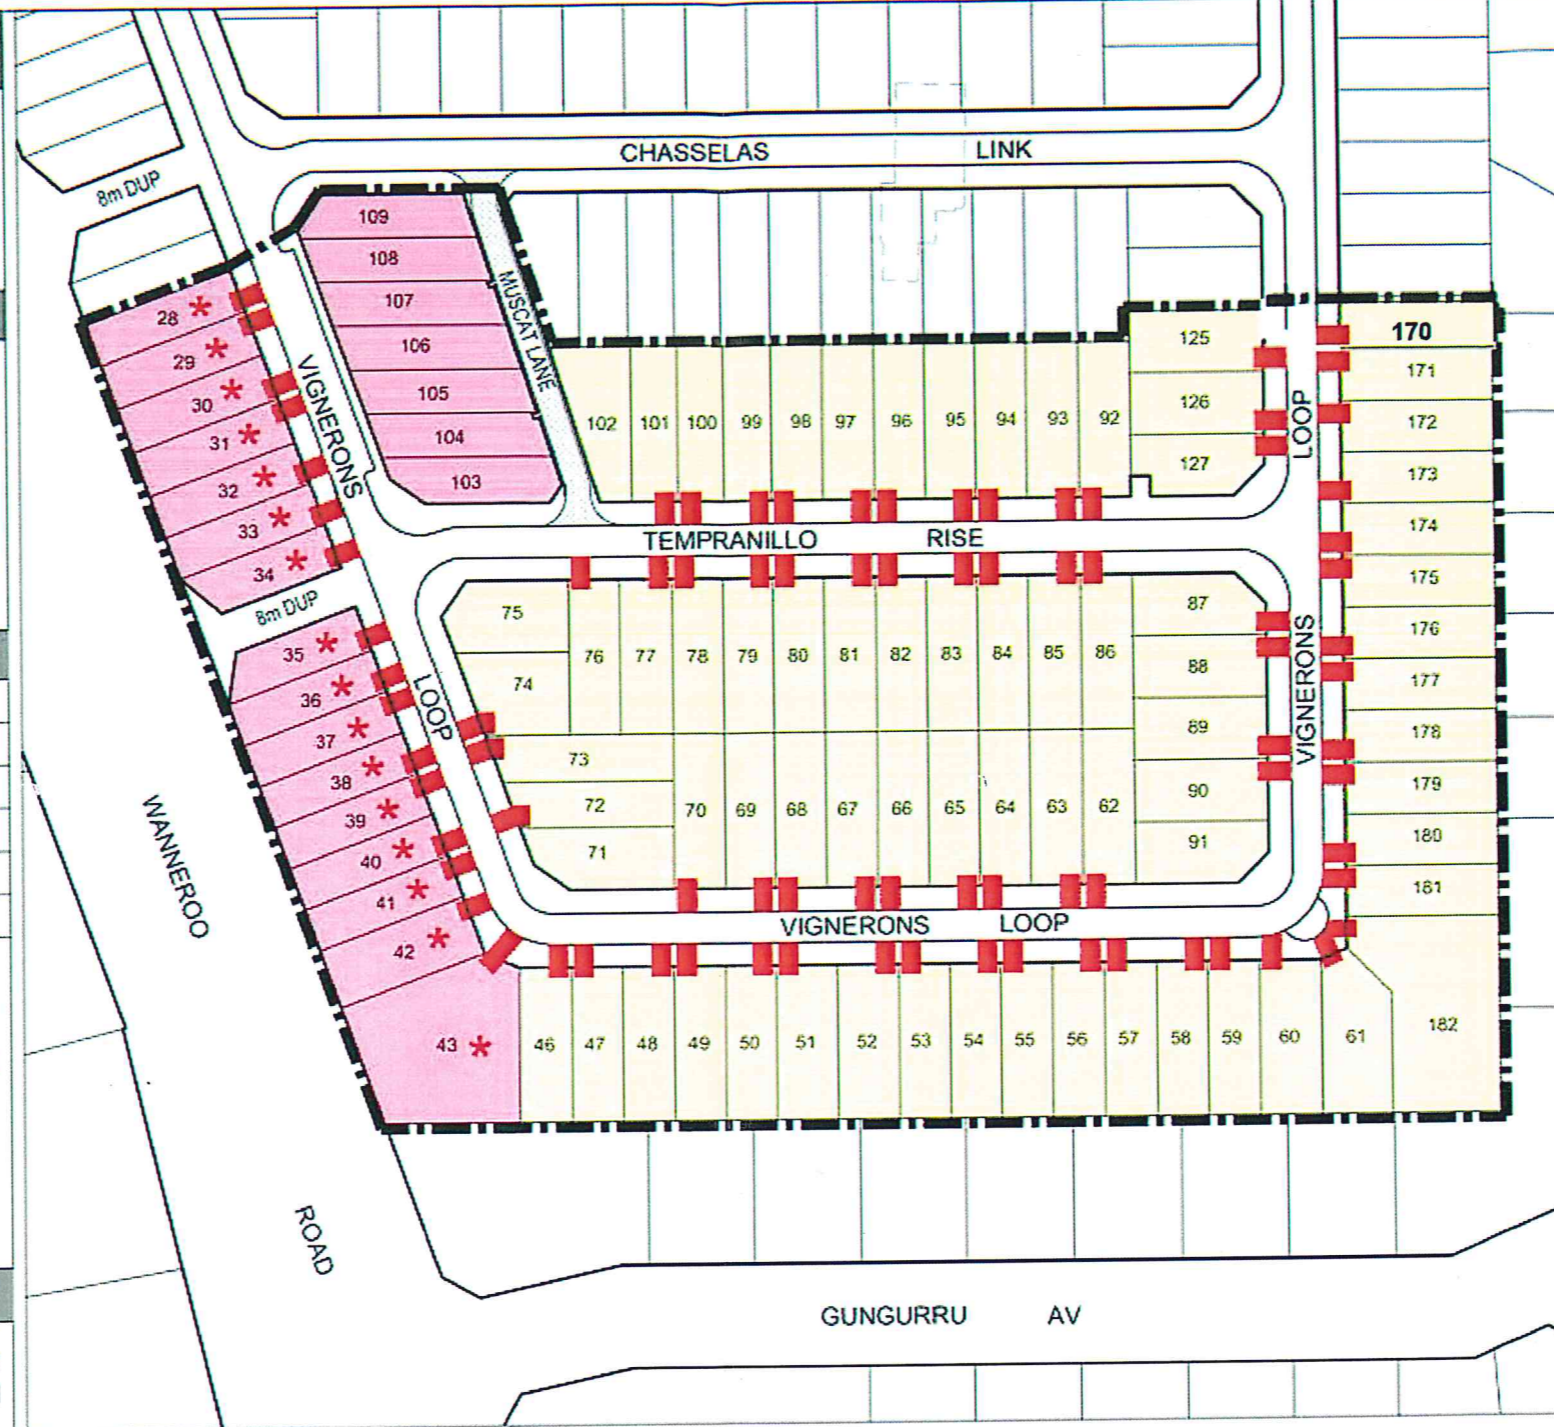 CHASSELAS LINK
8m DUP
109
108
107
106
105
104
103
MUSCAT LANE
28 *
29 *
30 *
31 *
32 *
33 *
34 *
VIGNERONS
8m DUP
35 *
36 *
37 *
38 *
39 *
40 *
41 *
42 *
43 *
LOOP
102 101 100 99 98 97 96 95 94 93 92
125
126
127
LOOP
170
171
172
173
174
175
176
177
178
179
180
181
182
TEMPRANILLO RISE
75
74
73
72
71
76 77 78 79 80 81 82 83 84 85 86
87
88
89
90
91
VIGNERONS
70 69 68 67 66 65 64 63 62
VIGNERONS LOOP
46 47 48 49 50 51 52 53 54 55 56 57 58 59 60 61
WANNEROO
ROAD
GUNGURRU AV